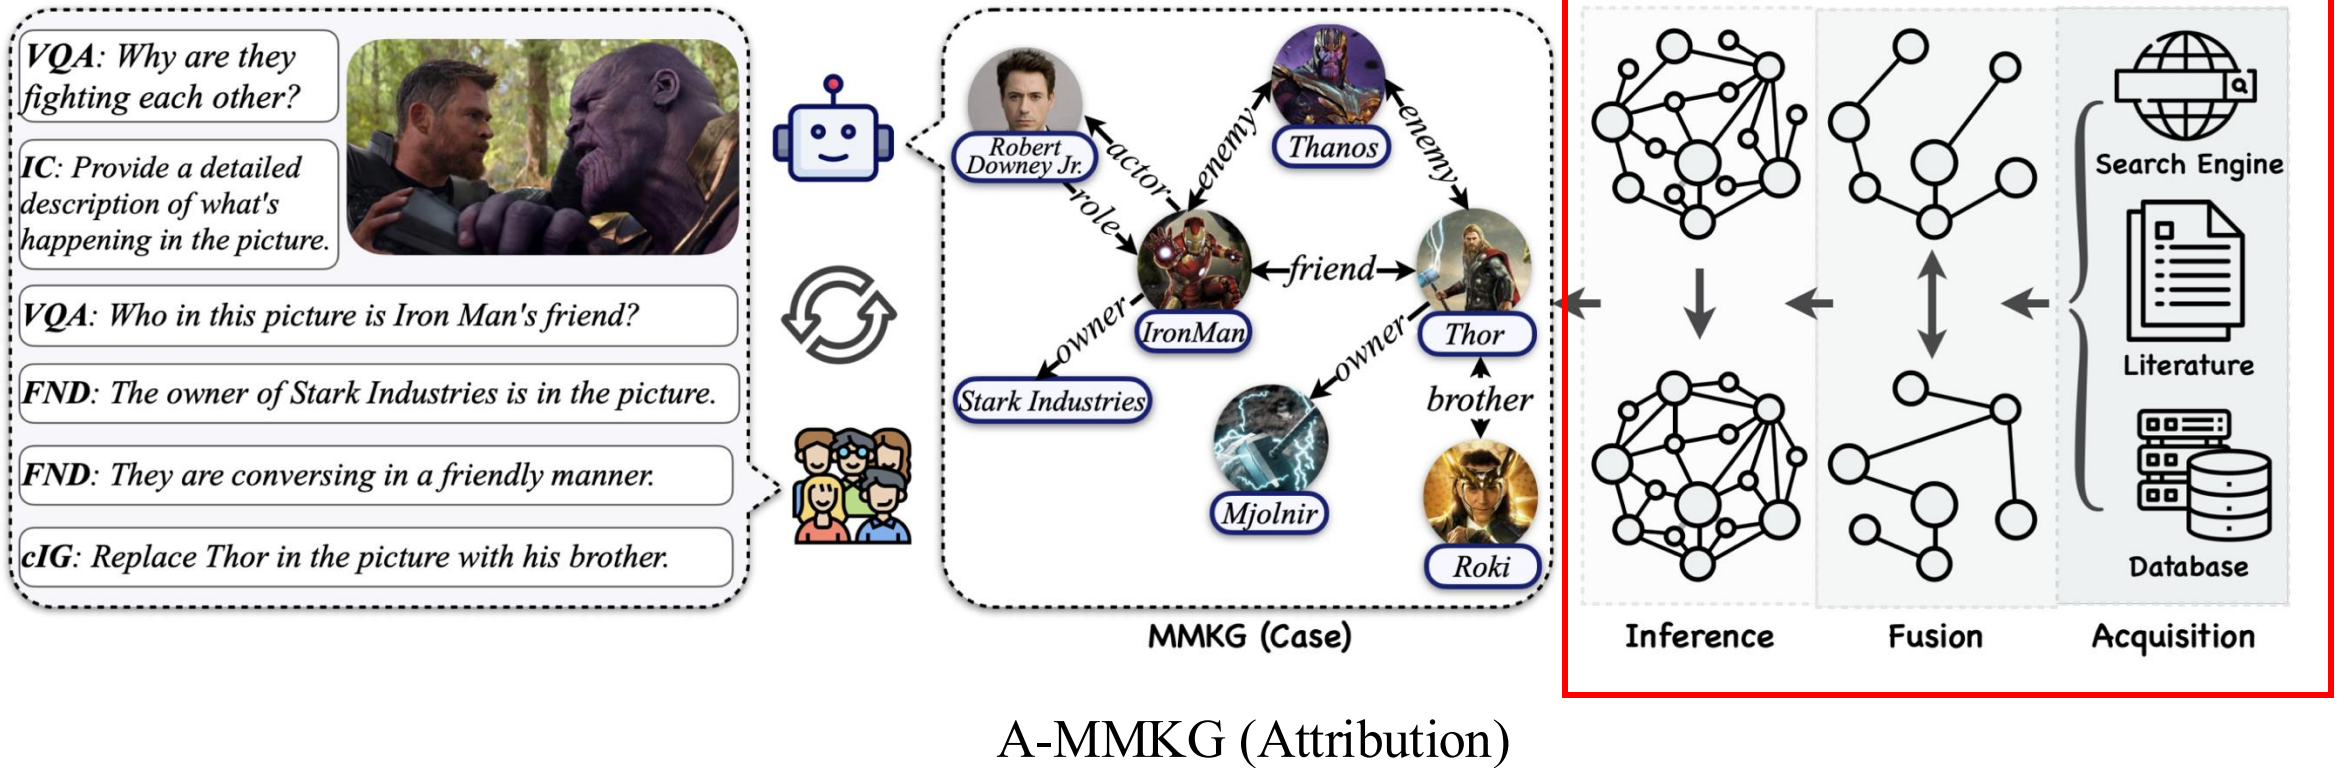 VQA: Why are they
fighting each other?
IC: Provide a detailed
description of what's
happening in the picture.
VQA: Who in this picture is Iron Man's friend?
FND: The owner of Stark Industries is in the picture.
FND: They are conversing in a friendly manner.
cIG: Replace Thor in the picture with his brother.
Robert
Downey Jr.
Thanos
actor
role
enemy
enemy
IronMan
friend
Thor
owner
owner
Stark Industries
brother
Mjolnir
Roki
MMKG (Case)
Search Engine
Literature
Database
Inference
Fusion
Acquisition
A-MMKG (Attribution)